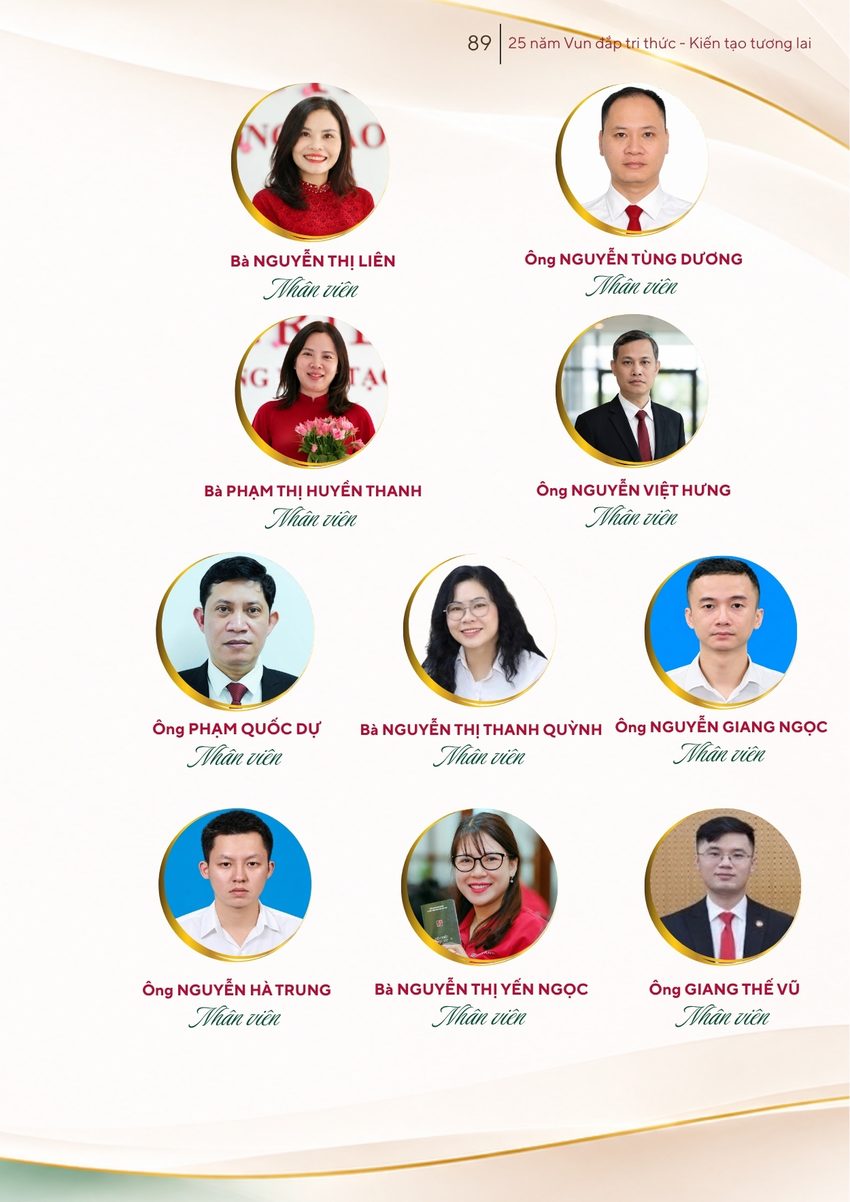 89 25 năm Vun đắp tri thức - Kiến tạo tương lai
Bà NGUYỄN THỊ LIÊN
Nhân viên
Ông NGUYỄN TÙNG DƯƠNG
Nhân viên
Bà PHẠM THỊ HUYỀN THANH
Nhân viên
Ông NGUYỄN VIỆT HƯNG
Nhân viên
Ông PHẠM QUỐC DỰ
Nhân viên
Bà NGUYỄN THỊ THANH QUỲNH
Nhân viên
Ông NGUYỄN GIANG NGỌC
Nhân viên
Ông NGUYỄN HÀ TRUNG
Nhân viên
Bà NGUYỄN THỊ YẾN NGỌC
Nhân viên
Ông GIANG THẾ VŨ
Nhân viên